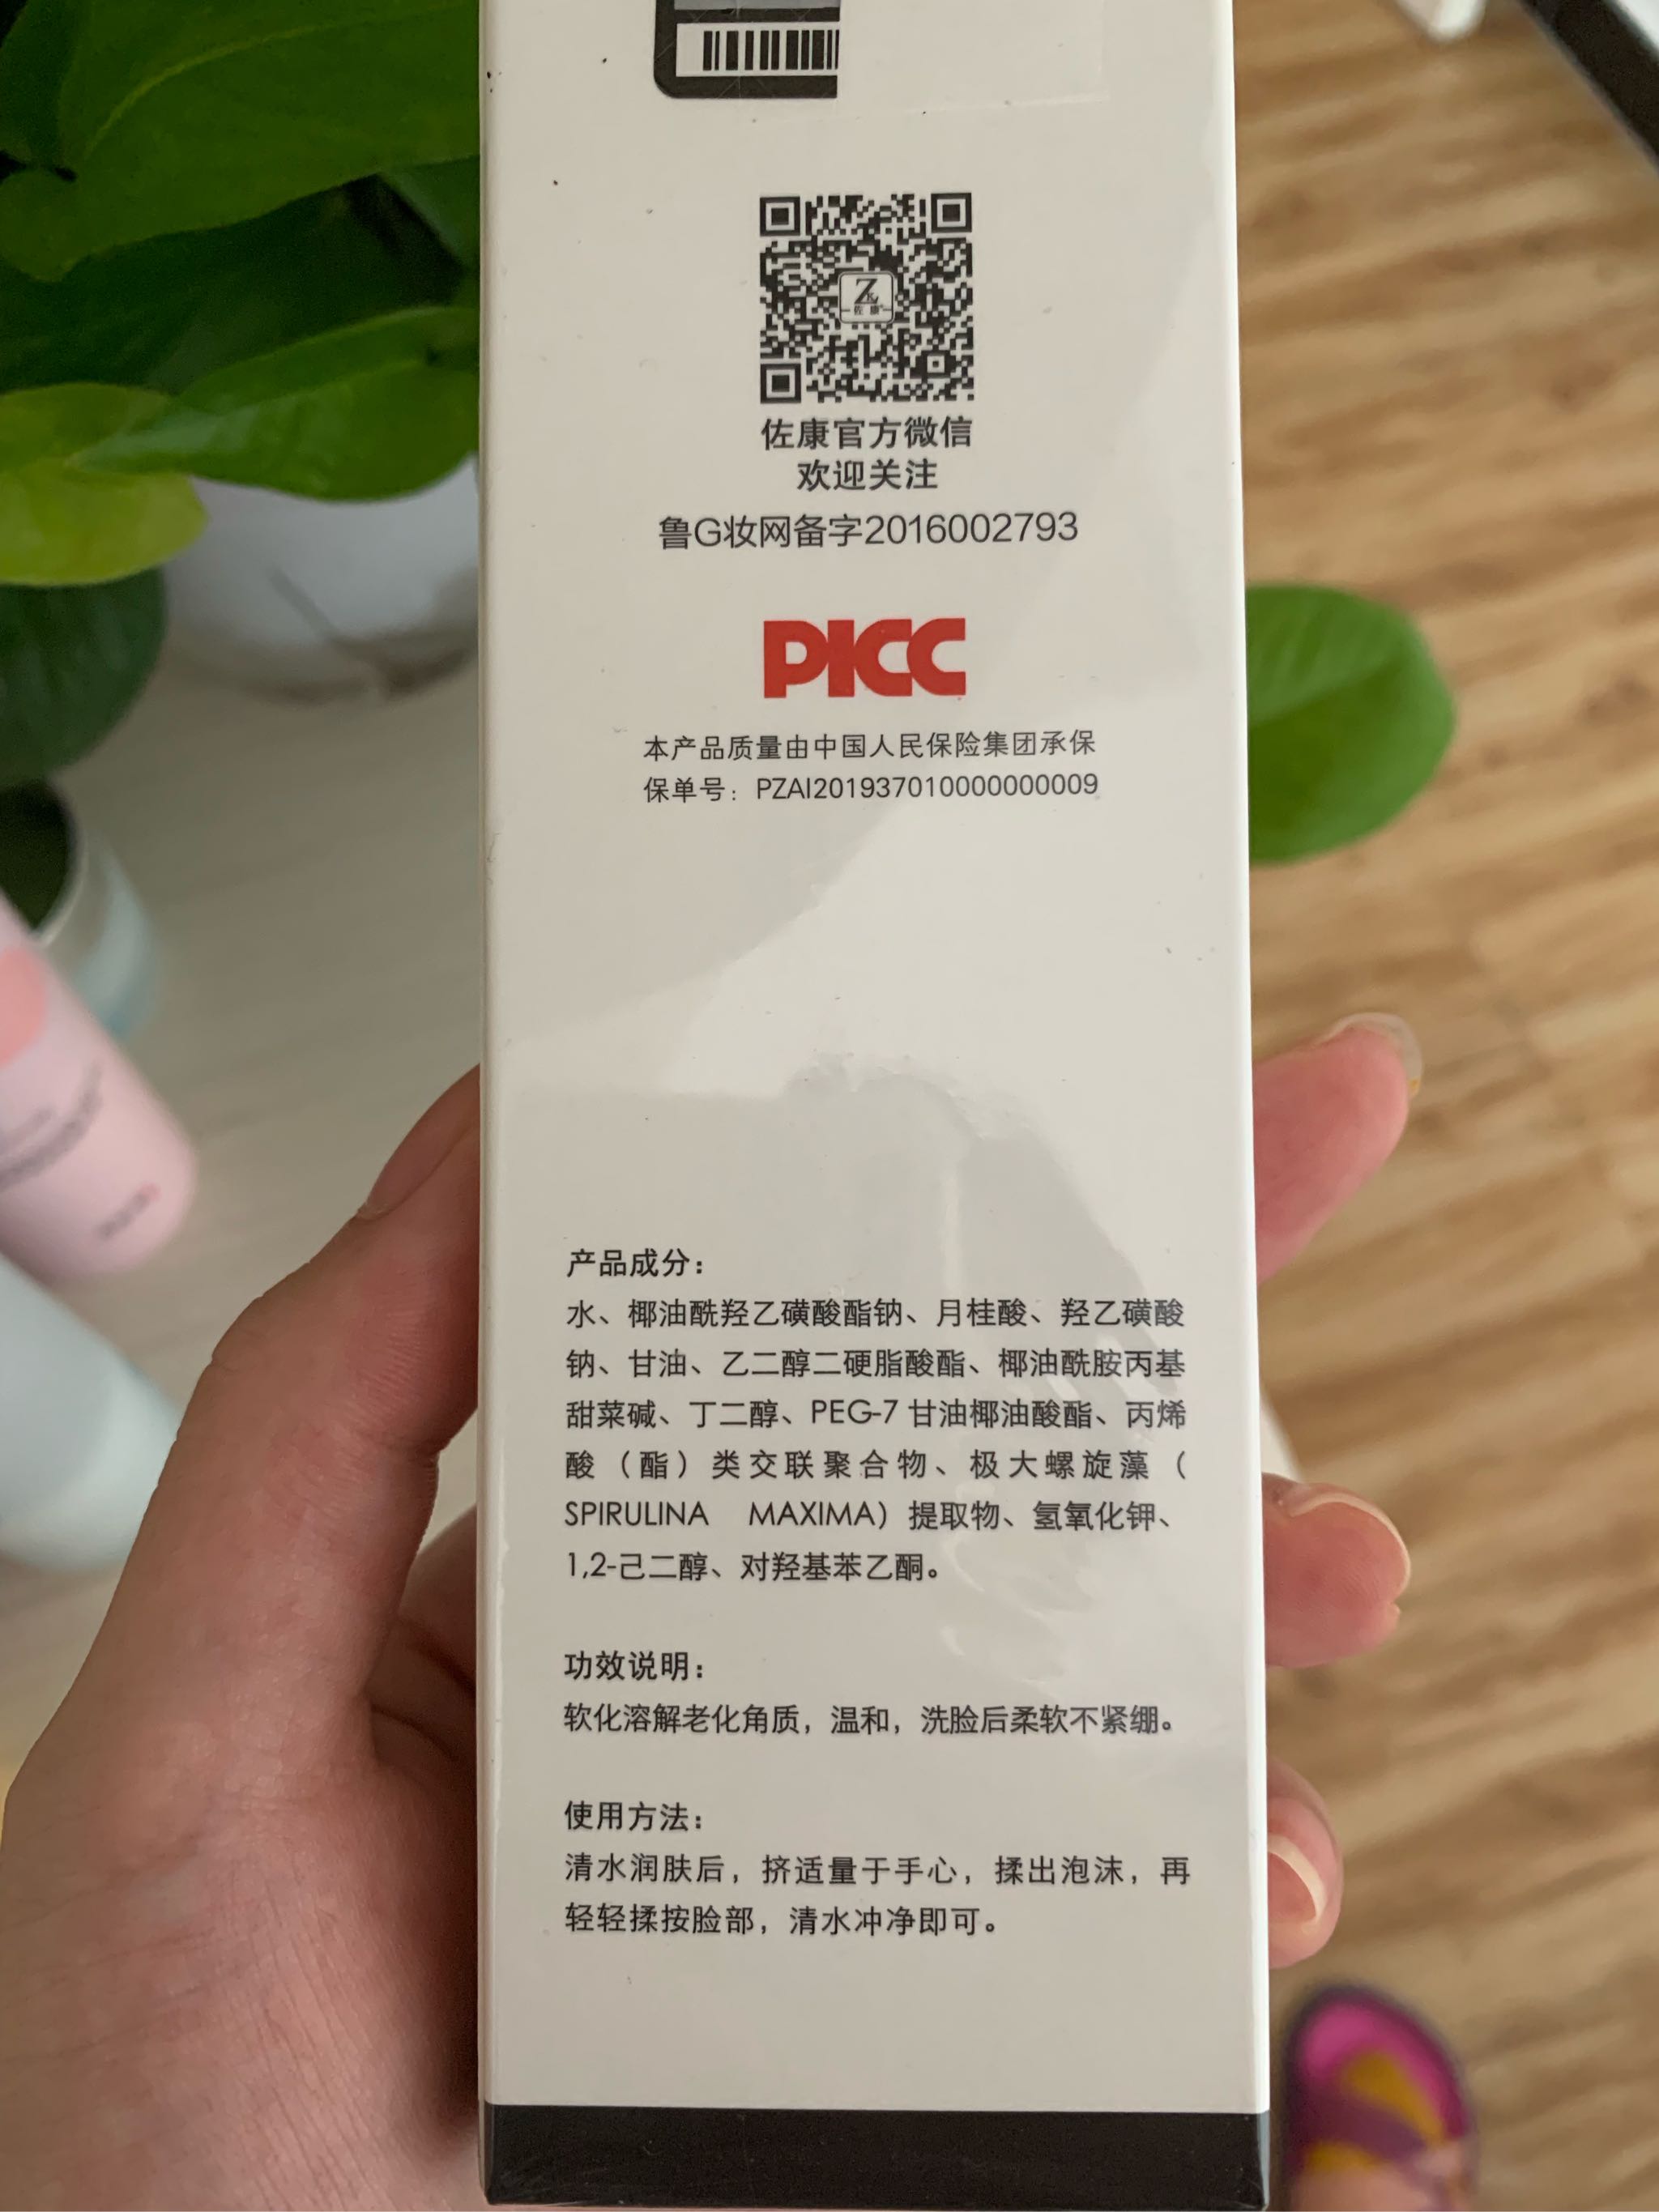 Z
佐康
佐康官方微信
欢迎关注
鲁G妆网备字2016002793
PICC
本产品质量由中国人民保险集团承保
保单号：PZAI201937010000000009
产品成分：
水、椰油酰羟乙磺酸酯钠、月桂酸、羟乙磺酸
钠、甘油、乙二醇二硬脂酸酯、椰油酰胺丙基
甜菜碱、丁二醇、PEG-7 甘油椰油酸酯、丙烯
酸（酯）类交联聚合物、极大螺旋藻（
SPIRULINA MAXIMA）提取物、氢氧化钾、
1,2-己二醇、对羟基苯乙酮。
功效说明：
软化溶解老化角质，温和，洗脸后柔软不紧绷。
使用方法：
清水润肤后，挤适量于手心，揉出泡沫，再
轻轻揉按脸部，清水冲净即可。